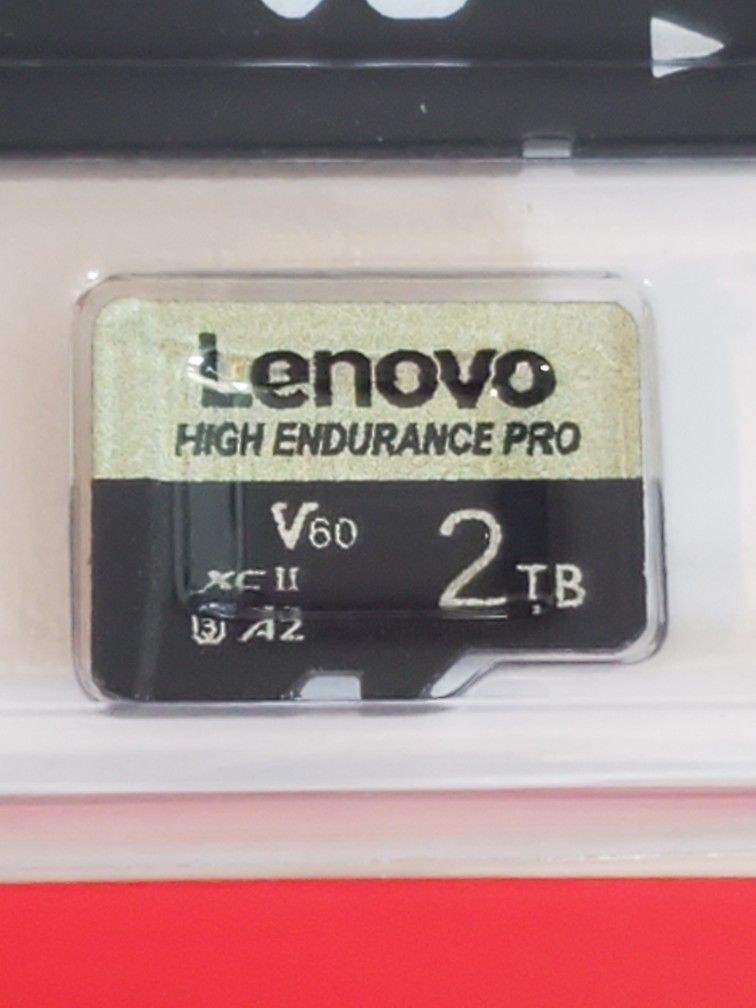 Lenovo
HIGH ENDURANCE PRO
V60
2TB
XC II
3 A2